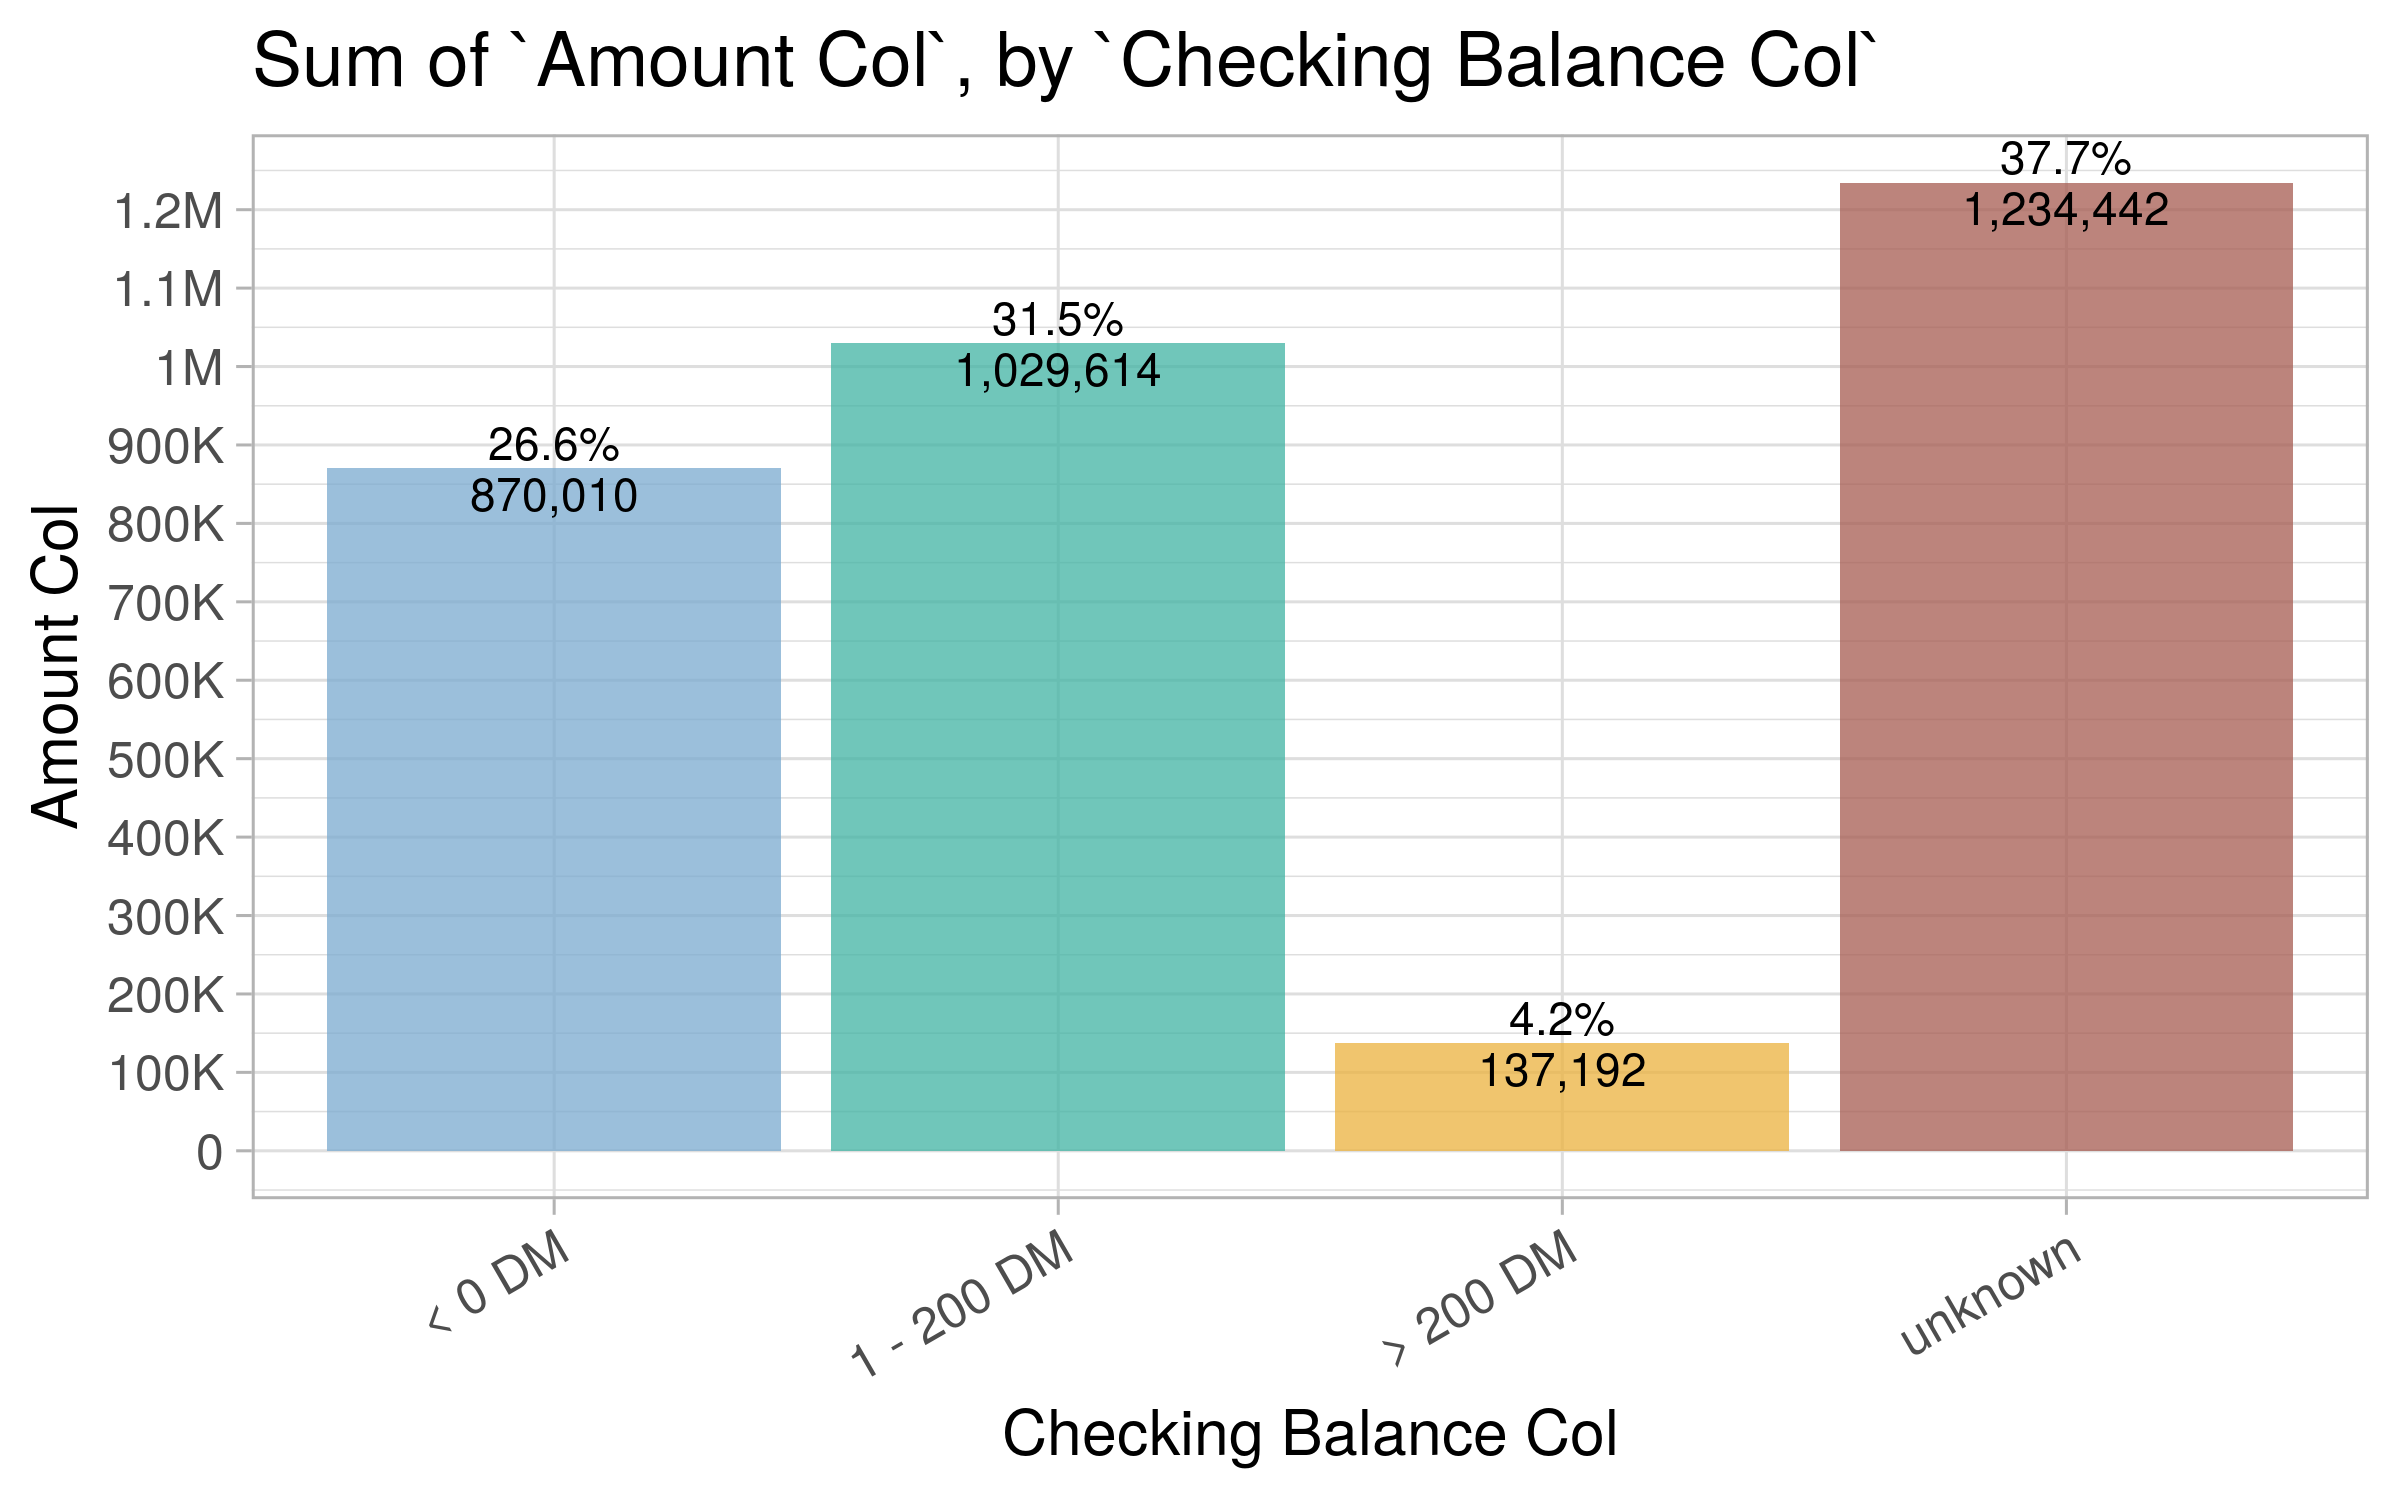 Sum of `Amount Col`, by `Checking Balance Col`
Amount Col
1.2M
1.1M
1M
900K
800K
700K
600K
500K
400K
300K
200K
100K
0
26.6%
870,010
31.5%
1,029,614
4.2%
137,192
37.7%
1,234,442
< 0 DM
1 - 200 DM
> 200 DM
unknown
Checking Balance Col